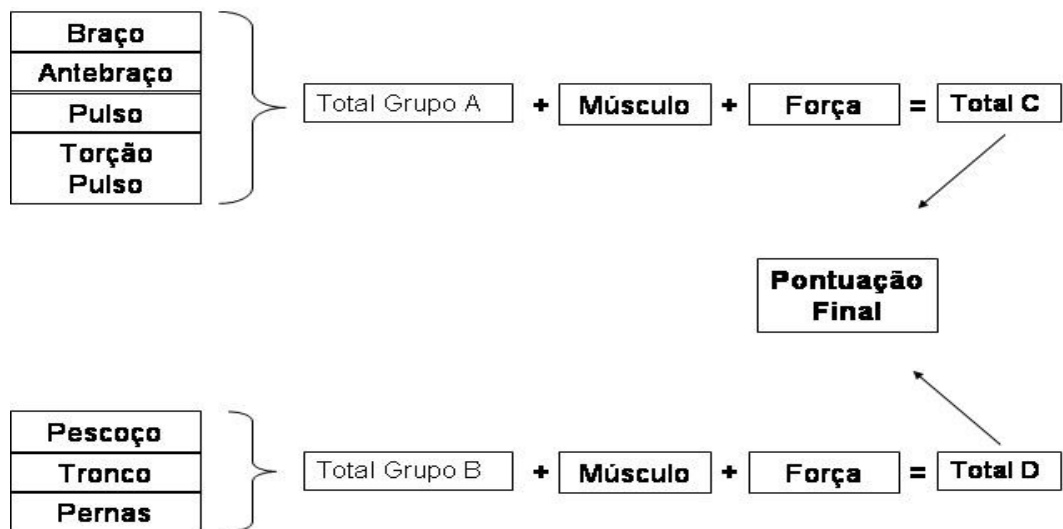 Braço
Antebraço
Pulso
Torção
Pulso
Total Grupo A + Músculo + Força = Total C
Pontuação
Final
Pescoço
Tronco
Pernas
Total Grupo B + Músculo + Força = Total D